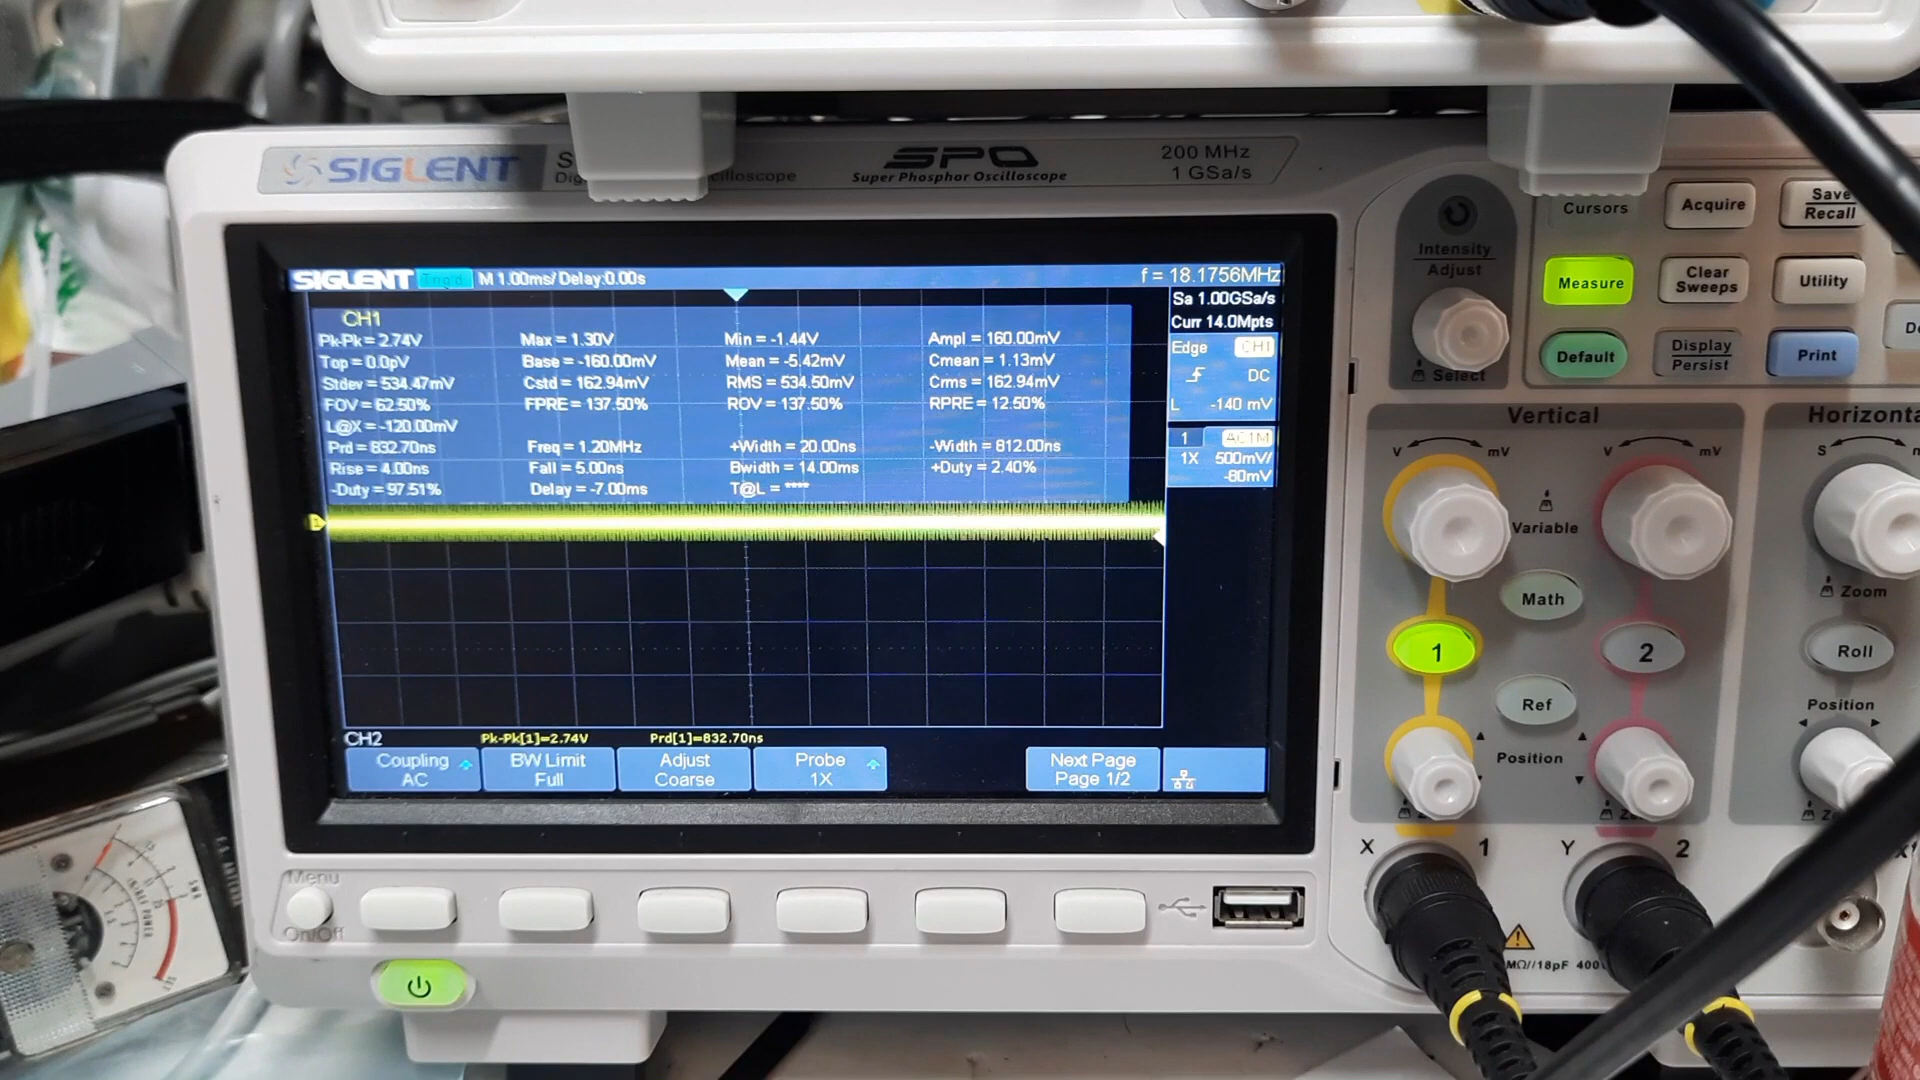 SIGLENT
SPO
Super Phosphor Oscilloscope
200 MHz
1 GSa/s
SIGLENT Trig'd M 1.00ms/ Delay:0.00s f = 18.1756MHz
Sa 1.00GSa/s
Curr 14.0Mpts
CH1
Pk-Pk = 2.74V Max = 1.30V Min = -1.44V Ampl = 160.00mV
Top = 0.0pV Base = -160.00mV Mean = -5.42mV Cmean = 1.13mV
Stdev = 534.47mV Cstd = 162.94mV RMS = 534.50mV Crms = 162.94mV
FOV = 62.50% FPRE = 137.50% ROV = 137.50% RPRE = 12.50%
L@X = -120.00mV
Prd = 832.70ns Freq = 1.20MHz +Width = 20.00ns -Width = 812.00ns
Rise = 4.00ns Fall = 5.00ns Bwidth = 14.00ms +Duty = 2.40%
-Duty = 97.51% Delay = -7.00ms T@L = ****
Edge CH1
DC
L -140 mV
1 AC1M
1X 500mV/
-80mV
1
CH2 Pk-Pk[1]=2.74V Prd[1]=832.70ns
Coupling
AC
BW Limit
Full
Adjust
Coarse
Probe
1X
Next Page
Page 1/2
Menu
On/Off
Intensity
Adjust
Select
Cursors
Acquire
Save
Recall
Measure
Clear
Sweeps
Utility
Default
Display
Persist
Print
Vertical
V mV
V mV
Variable
Math
1
2
Ref
Position
S
Zoom
Roll
Position
X 1
Y 2
MΩ//18pF